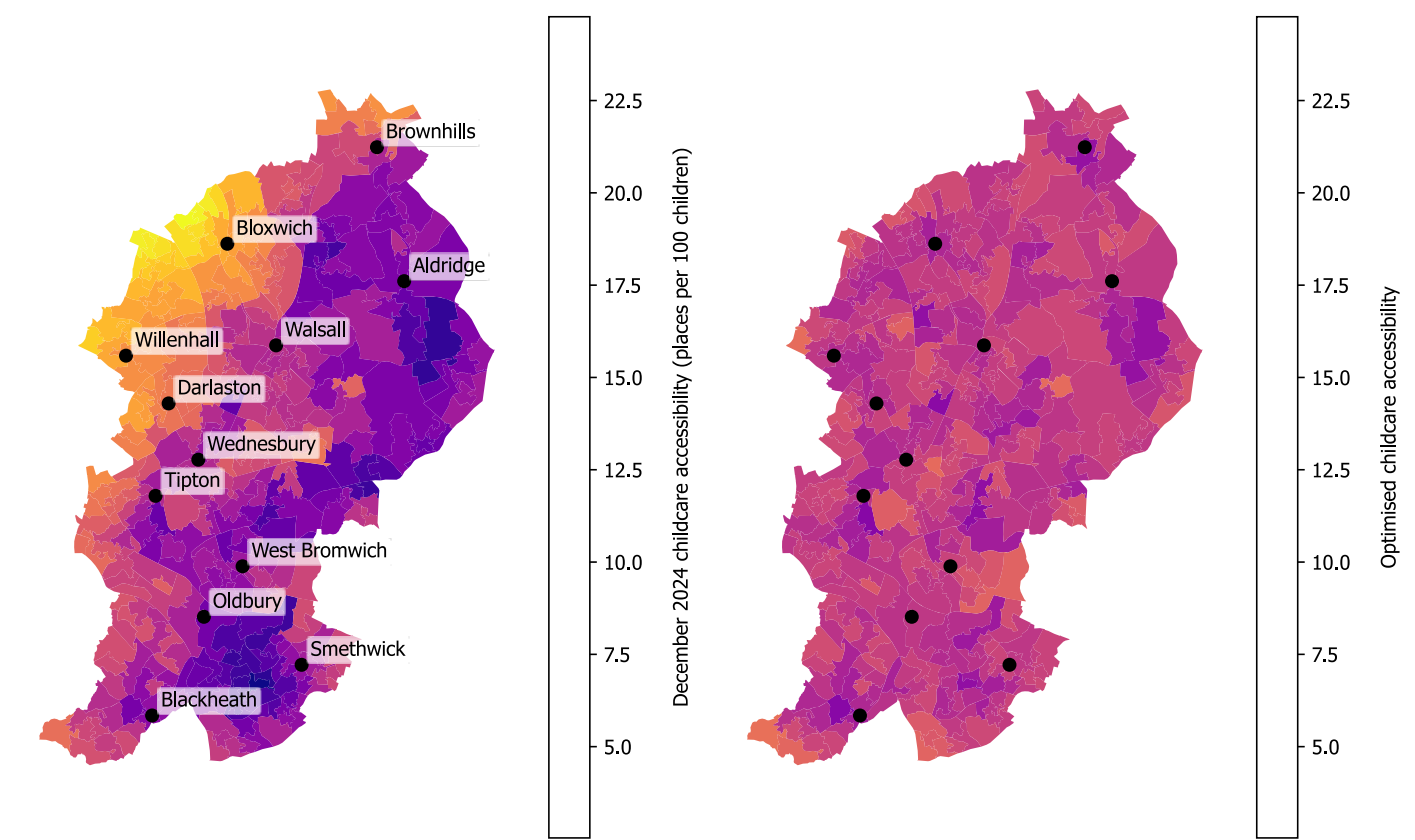 Brownhills
Bloxwich
Aldridge
Walsall
Willenhall
Darlaston
Wednesbury
Tipton
West Bromwich
Oldbury
Smethwick
Blackheath
22.5
20.0
17.5
15.0
12.5
10.0
7.5
5.0
December 2024 childcare accessibility (places per 100 children)
22.5
20.0
17.5
15.0
12.5
10.0
7.5
5.0
Optimised childcare accessibility